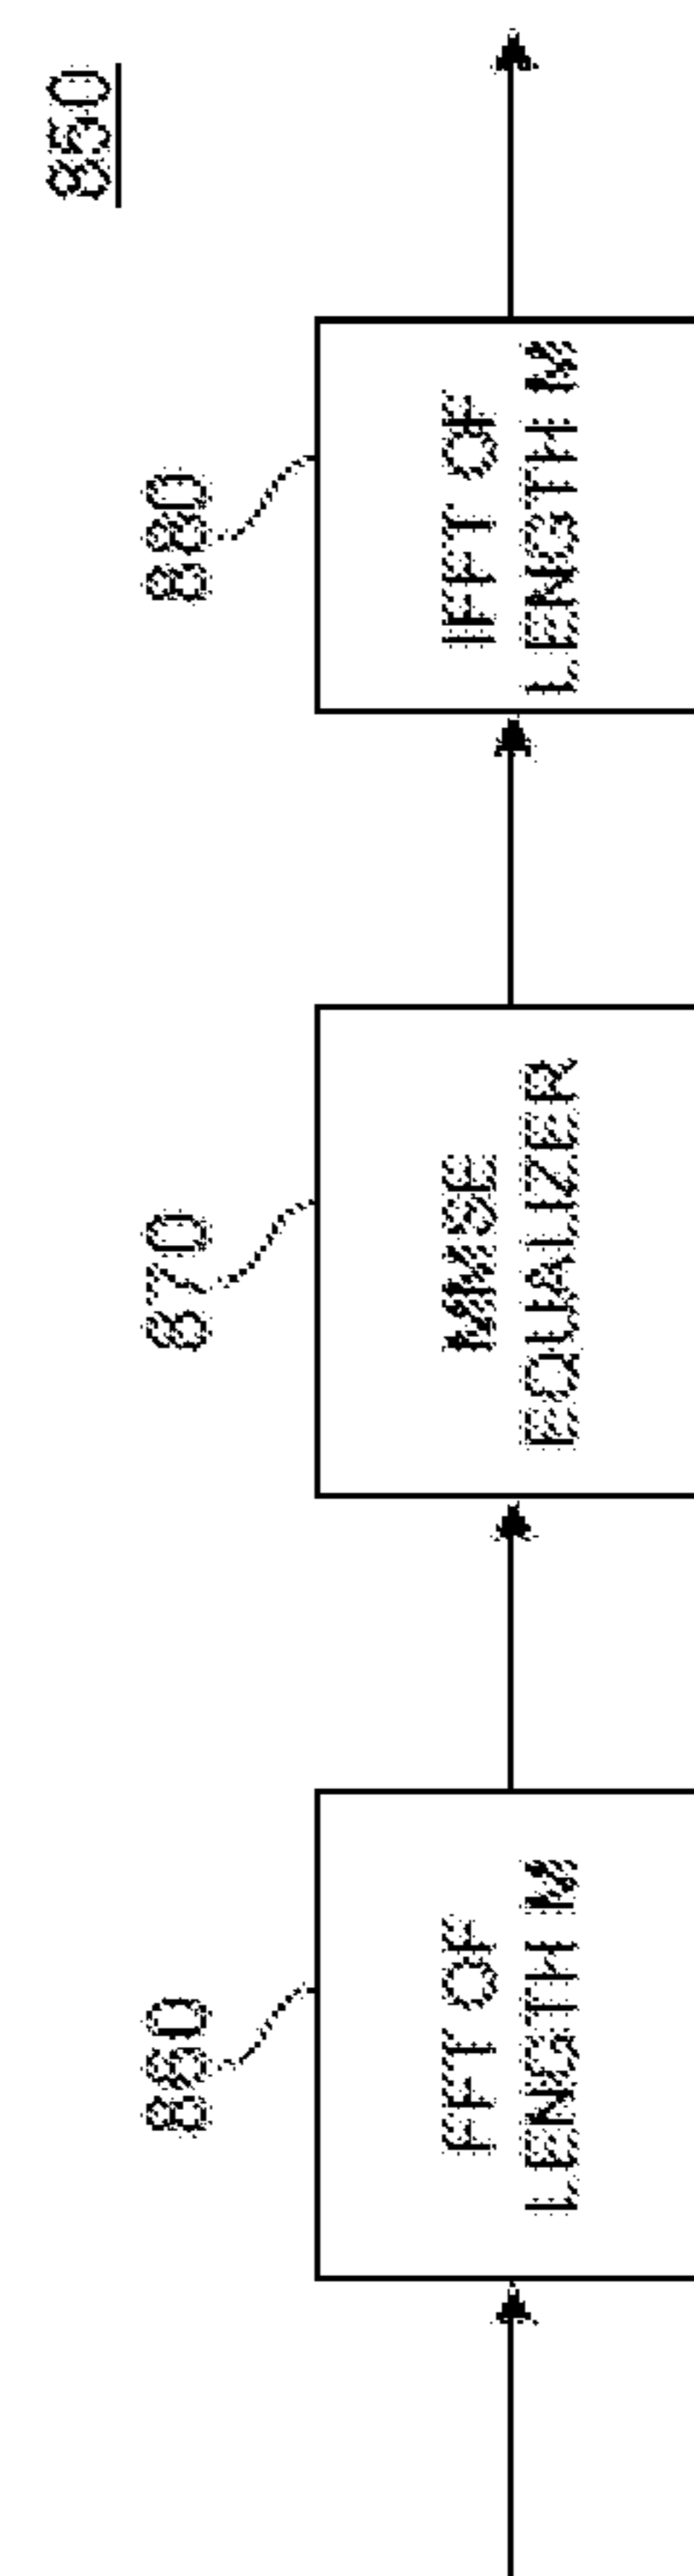 850
860
FFT OF
LENGTH M
870
MMSE
EQUALIZER
880
IFFT OF
LENGTH M